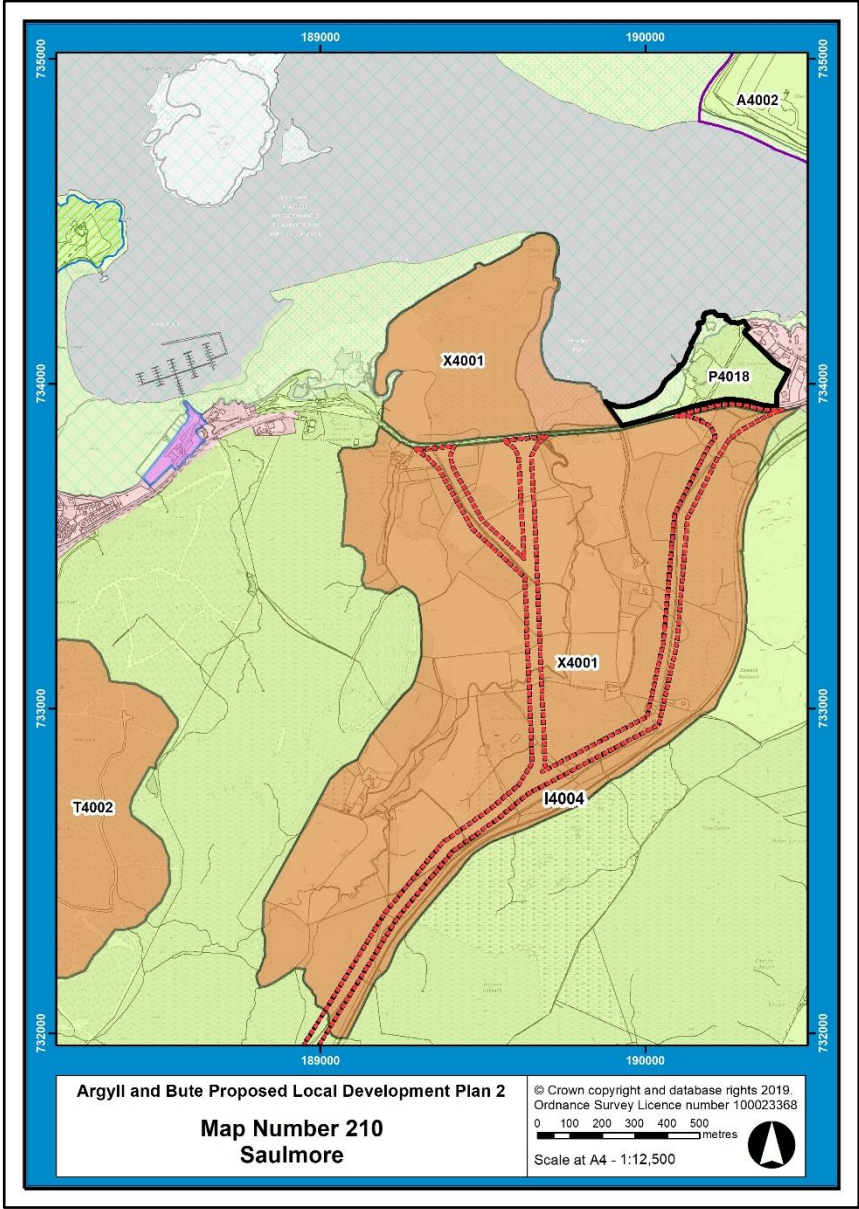 189000
190000
735000
735000
A4002
X4001
P4018
734000
734000
X4001
733000
733000
I4004
T4002
732000
732000
189000
190000
Argyll and Bute Proposed Local Development Plan 2
Map Number 210
Saulmore
© Crown copyright and database rights 2019.
Ordnance Survey Licence number 100023368
0 100 200 300 400 500
metres
Scale at A4 - 1:12,500